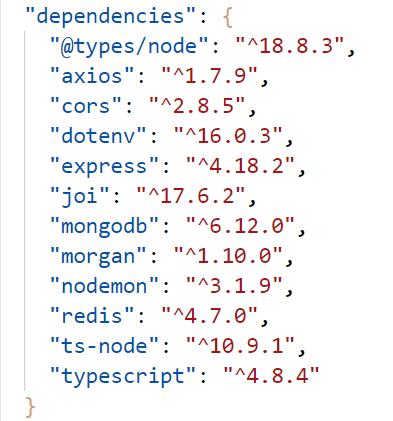 "dependencies": {
"@types/node": "^18.8.3",
"axios": "^1.7.9",
"cors": "^2.8.5",
"dotenv": "^16.0.3",
"express": "^4.18.2",
"joi": "^17.6.2",
"mongodb": "^6.12.0",
"morgan": "^1.10.0",
"nodemon": "^3.1.9",
"redis": "^4.7.0",
"ts-node": "^10.9.1",
"typescript": "^4.8.4"
}